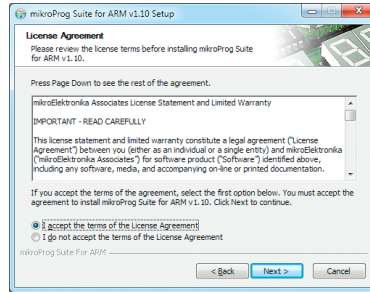 mikroProg Suite for ARM v1.10 Setup
License Agreement
Please review the license terms before installing mikroProg Suite
for ARM v1.10.
Press Page Down to see the rest of the agreement.
mikroElektronika Associates License Statement and Limited Warranty
IMPORTANT - READ CAREFULLY
This license statement and limited warranty constitute a legal agreement ("License
Agreement") between you (either as an individual or a single entity) and mikroElektronika
("mikroElektronika Associates") for software product ("Software") identified above,
including any software, media, and accompanying on-line or printed documentation.
If you accept the terms of the agreement, select the first option below. You must accept the
agreement to install mikroProg Suite for ARM v1.10. Click Next to continue.
I accept the terms of the License Agreement
I do not accept the terms of the License Agreement
mikroProg Suite For ARM
< Back Next > Cancel